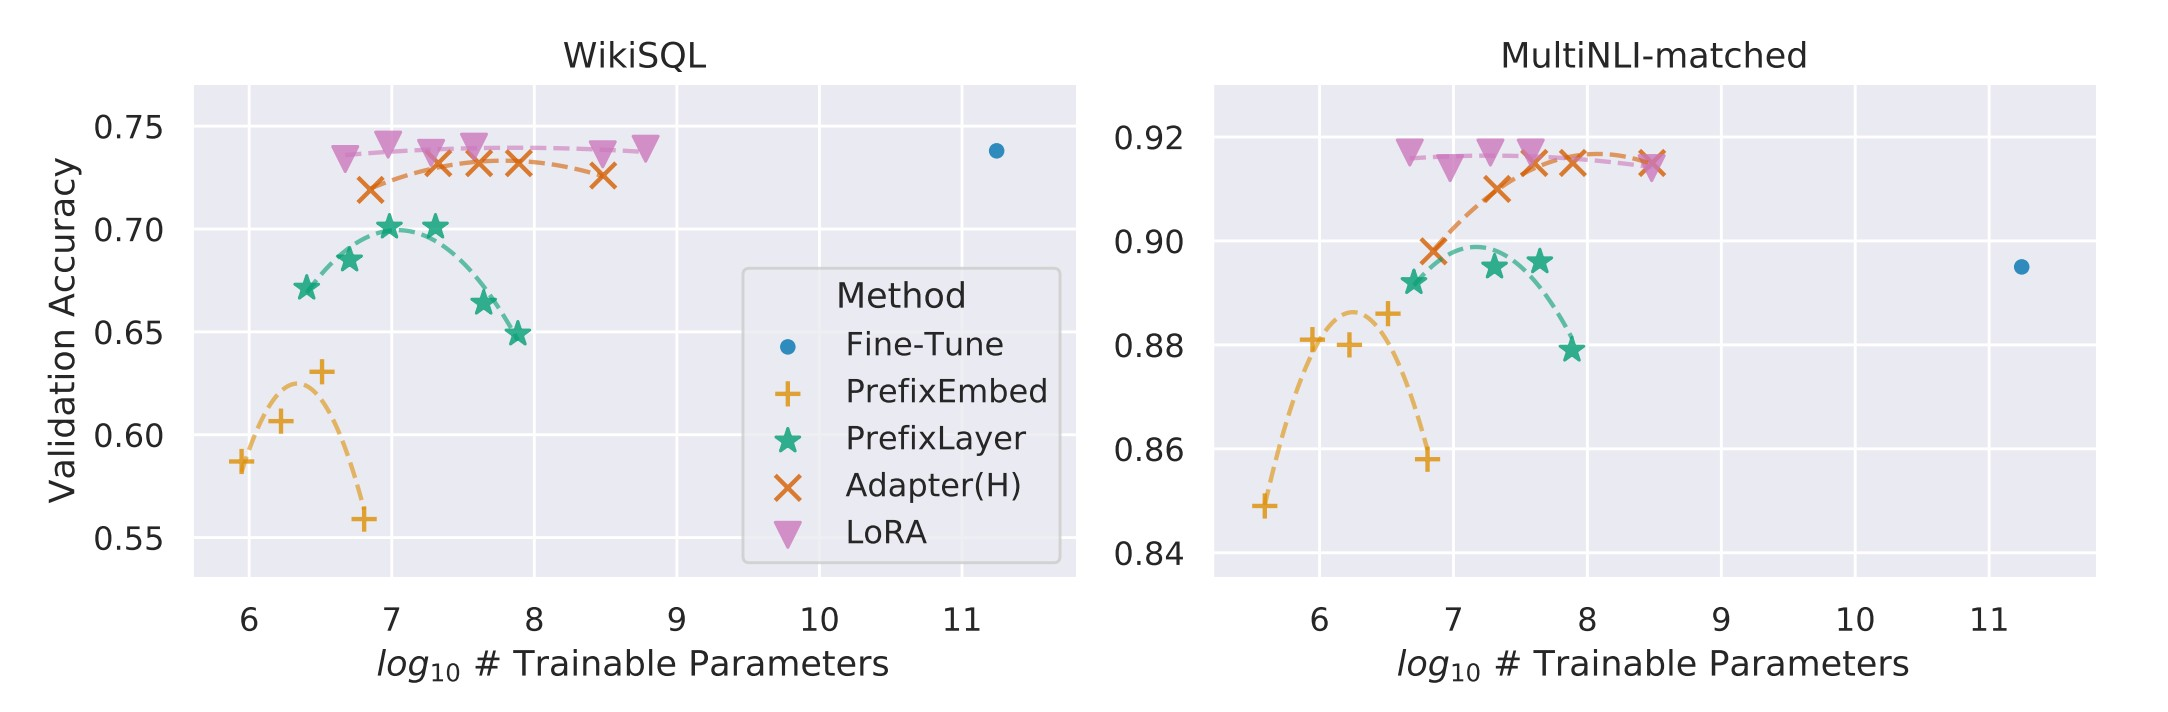 WikiSQL
Validation Accuracy
0.75
0.70
0.65
0.60
0.55
6 7 8 9 10 11
log10 # Trainable Parameters
Method
Fine-Tune
PrefixEmbed
PrefixLayer
Adapter(H)
LoRA
MultiNLI-matched
0.92
0.90
0.88
0.86
0.84
6 7 8 9 10 11
log10 # Trainable Parameters